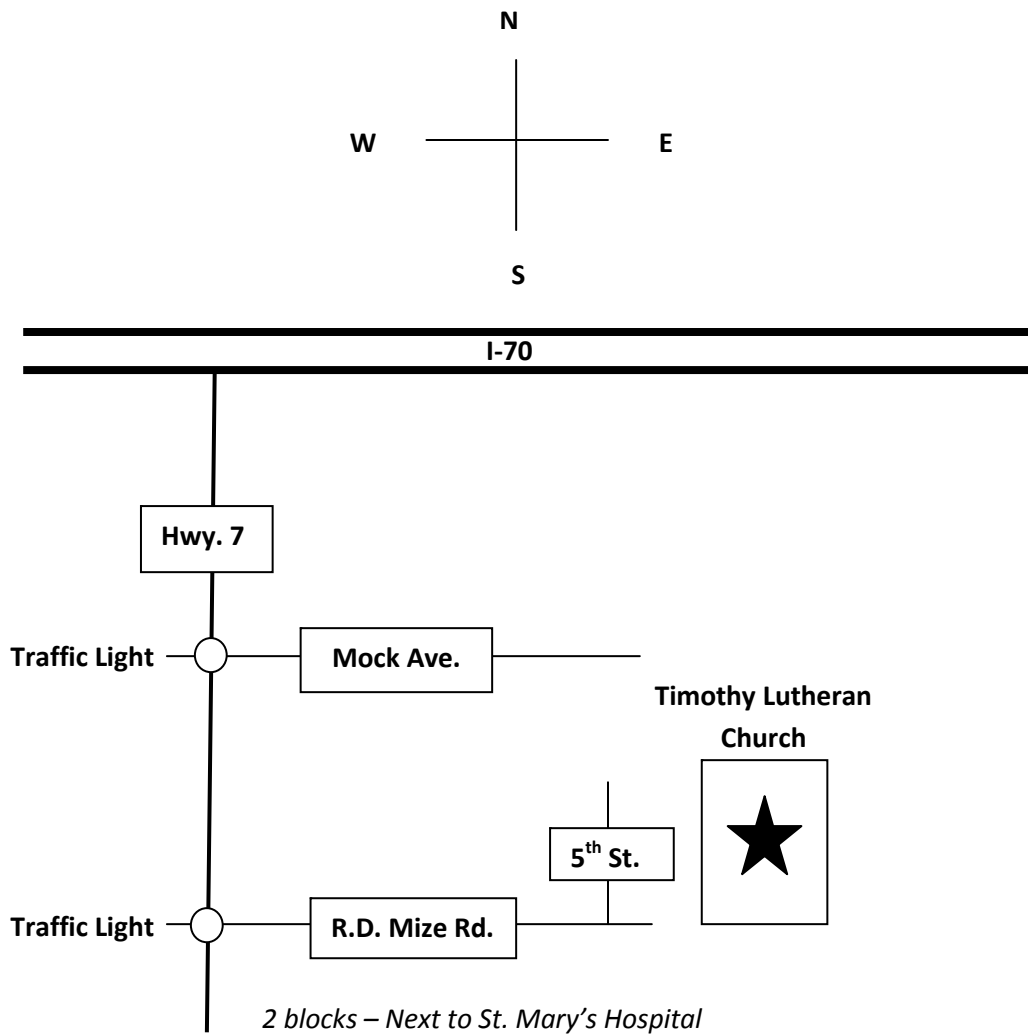 N
W E
S
I-70
Hwy. 7
Traffic Light Mock Ave.
Timothy Lutheran
Church
5th St.
Traffic Light R.D. Mize Rd.
2 blocks – Next to St. Mary’s Hospital